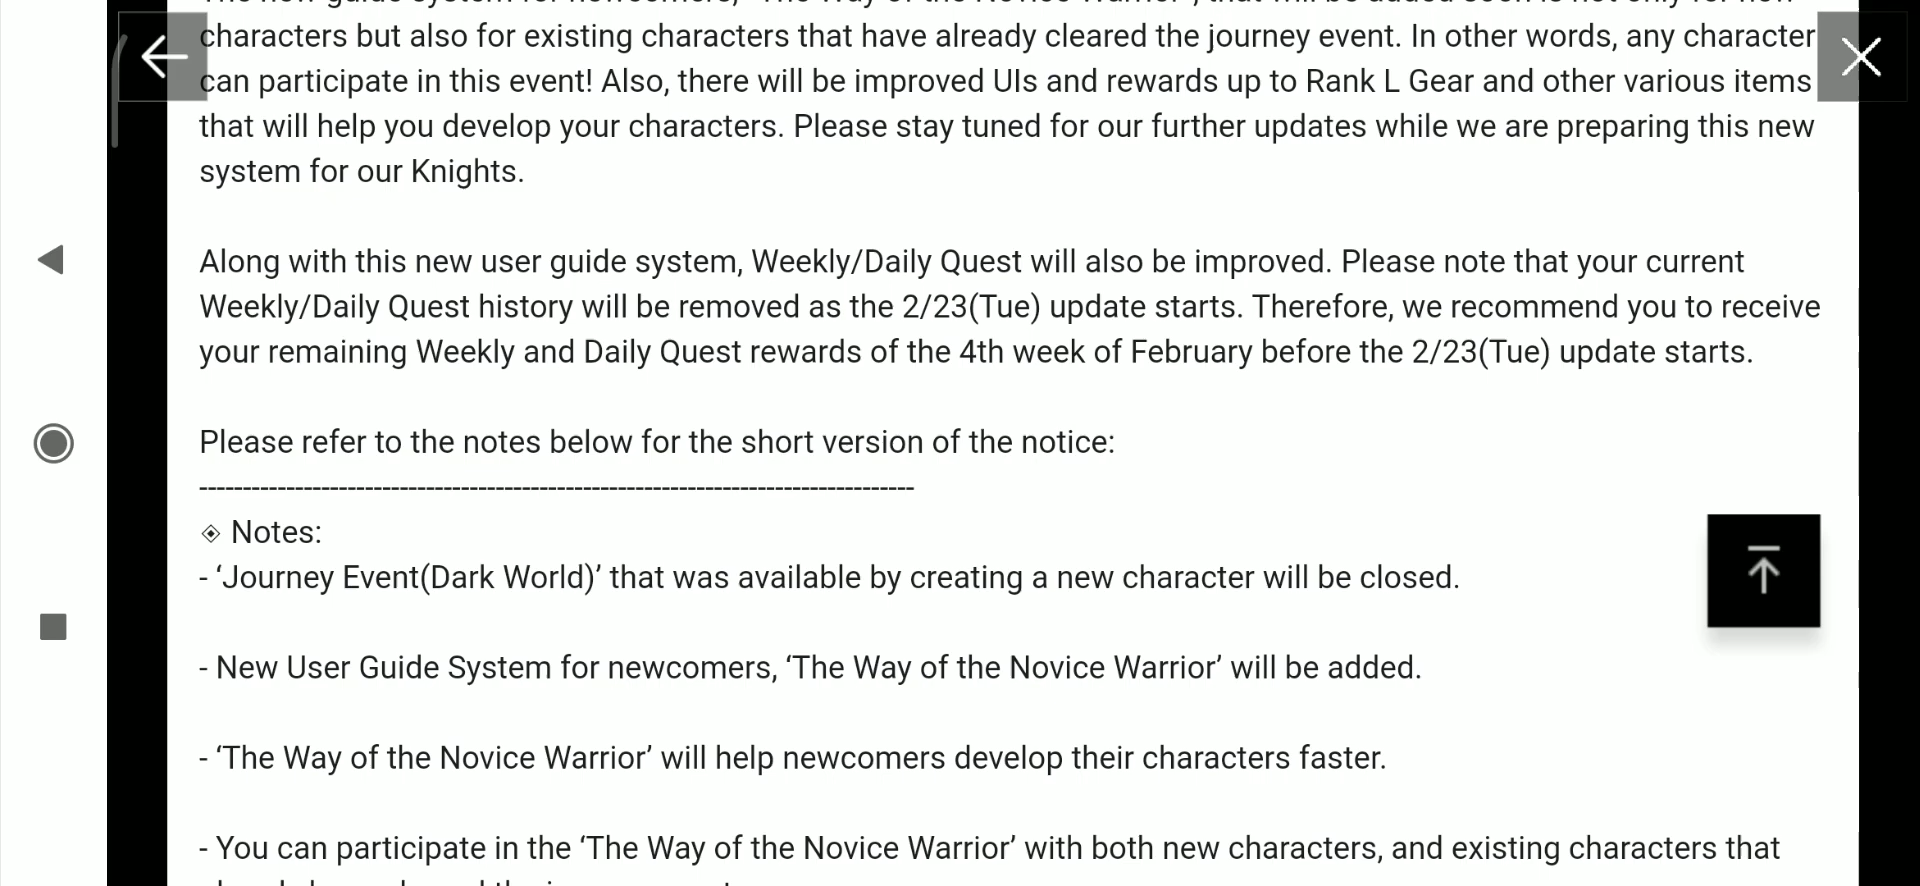 characters but also for existing characters that have already cleared the journey event. In other words, any character
can participate in this event! Also, there will be improved UIs and rewards up to Rank L Gear and other various items
that will help you develop your characters. Please stay tuned for our further updates while we are preparing this new
system for our Knights.
Along with this new user guide system, Weekly/Daily Quest will also be improved. Please note that your current
Weekly/Daily Quest history will be removed as the 2/23(Tue) update starts. Therefore, we recommend you to receive
your remaining Weekly and Daily Quest rewards of the 4th week of February before the 2/23(Tue) update starts.
Please refer to the notes below for the short version of the notice:
--------------------------------------------------------------------------------
◈ Notes:
- ‘Journey Event(Dark World)’ that was available by creating a new character will be closed.
- New User Guide System for newcomers, ‘The Way of the Novice Warrior’ will be added.
- ‘The Way of the Novice Warrior’ will help newcomers develop their characters faster.
- You can participate in the ‘The Way of the Novice Warrior’ with both new characters, and existing characters that